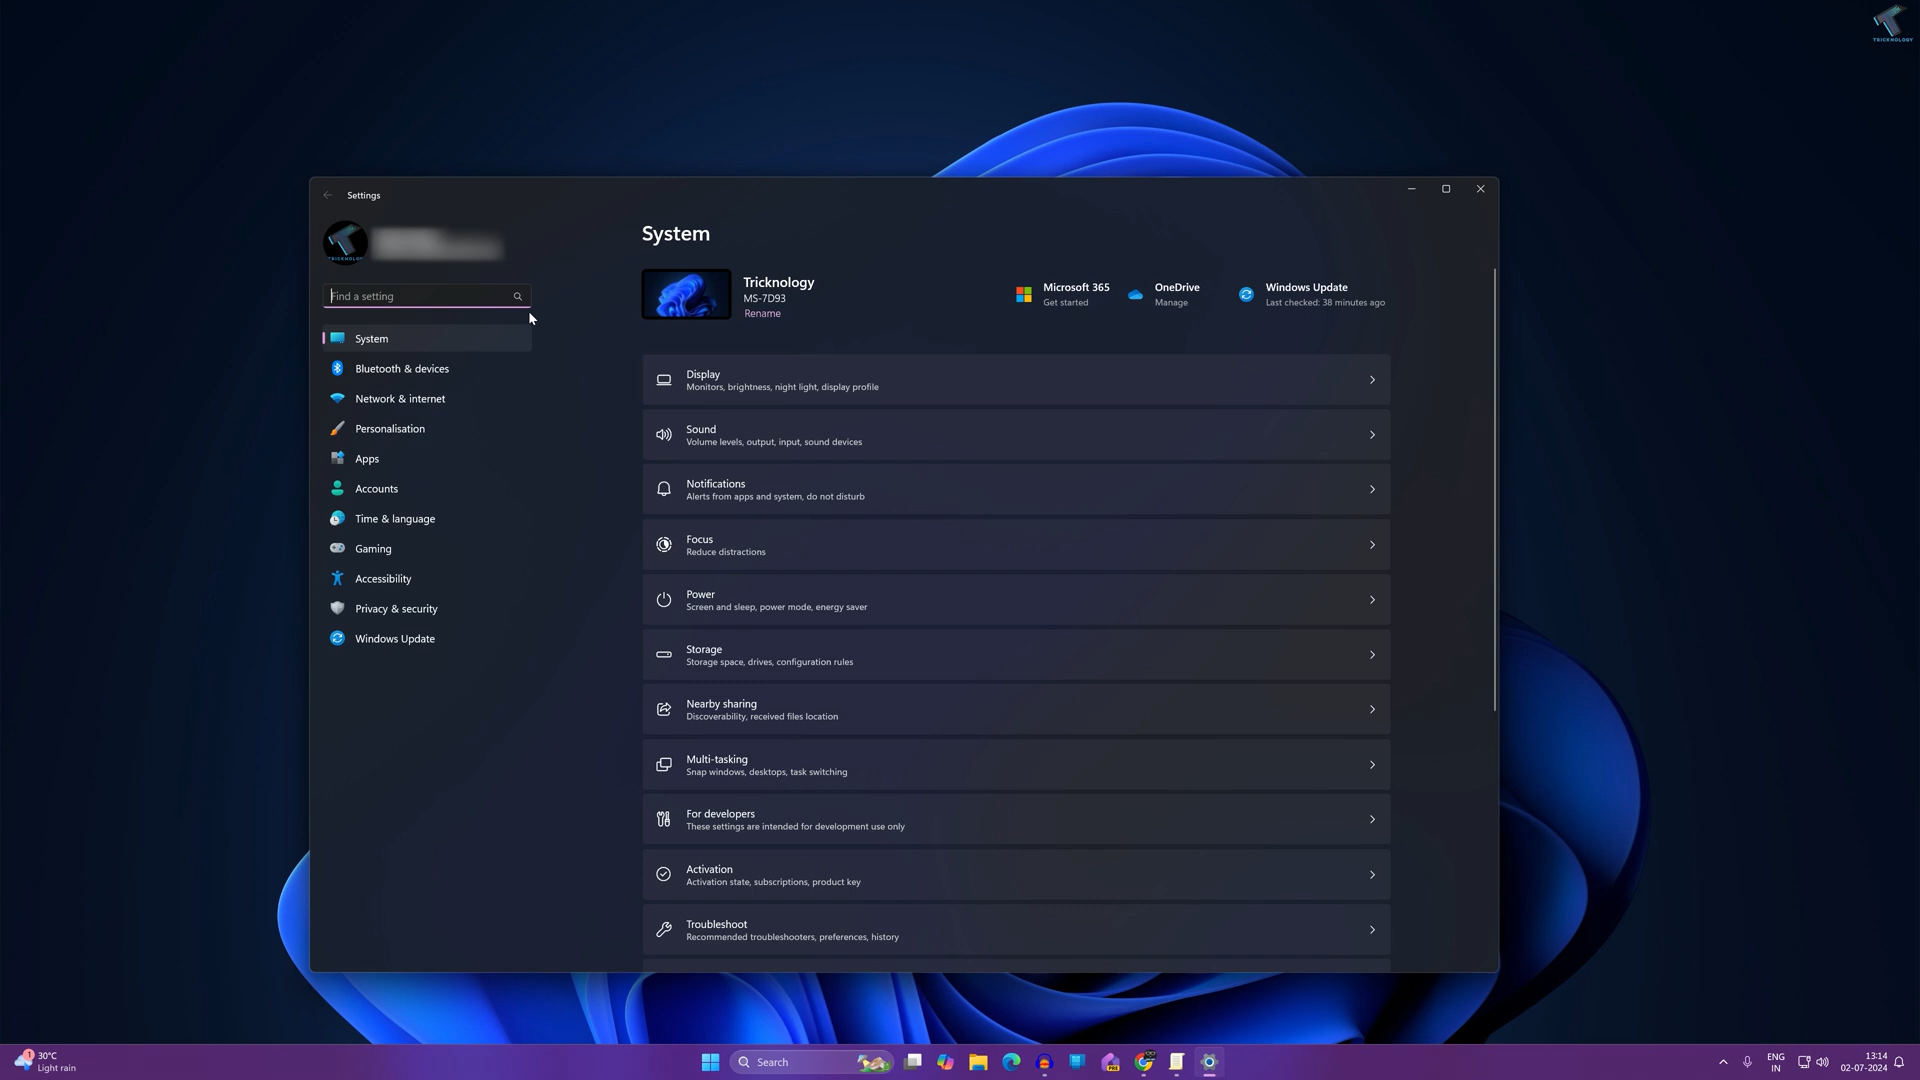 TRICKNOLOGY
Settings
TRICKNOLOGY
Find a setting
System
Bluetooth & devices
Network & internet
Personalisation
Apps
Accounts
Time & language
Gaming
Accessibility
Privacy & security
Windows Update
System
Tricknology
MS-7D93
Rename
Microsoft 365
Get started
OneDrive
Manage
Windows Update
Last checked: 38 minutes ago
Display
Monitors, brightness, night light, display profile
Sound
Volume levels, output, input, sound devices
Notifications
Alerts from apps and system, do not disturb
Focus
Reduce distractions
Power
Screen and sleep, power mode, energy saver
Storage
Storage space, drives, configuration rules
Nearby sharing
Discoverability, received files location
Multi-tasking
Snap windows, desktops, task switching
For developers
These settings are intended for development use only
Activation
Activation state, subscriptions, product key
Troubleshoot
Recommended troubleshooters, preferences, history
1
30°C
Light rain
Search
PRE
ENG
IN
13:14
02-07-2024